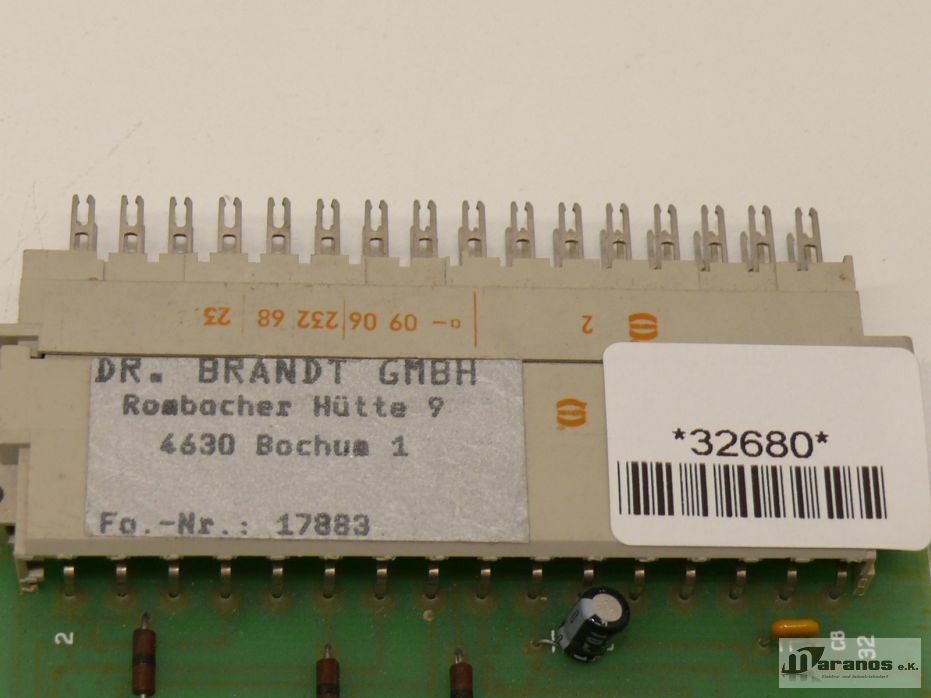 2 a – 09 06 232 68 23
DR. BRANDT GMBH
Rombacher Hütte 9
4630 Bochum 1
Fa.-Nr.: 17883
*32680*
2
C8
32
Maranos e.K.